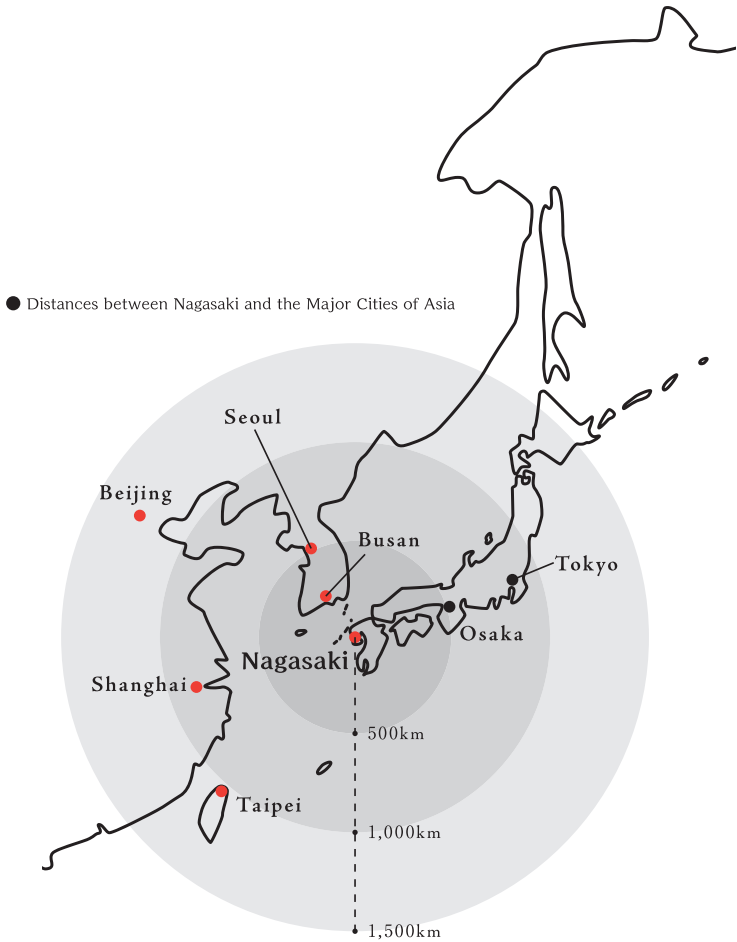 Distances between Nagasaki and the Major Cities of Asia
Seoul
Beijing
Busan
Tokyo
Osaka
Nagasaki
Shanghai
500km
Taipei
1,000km
1,500km